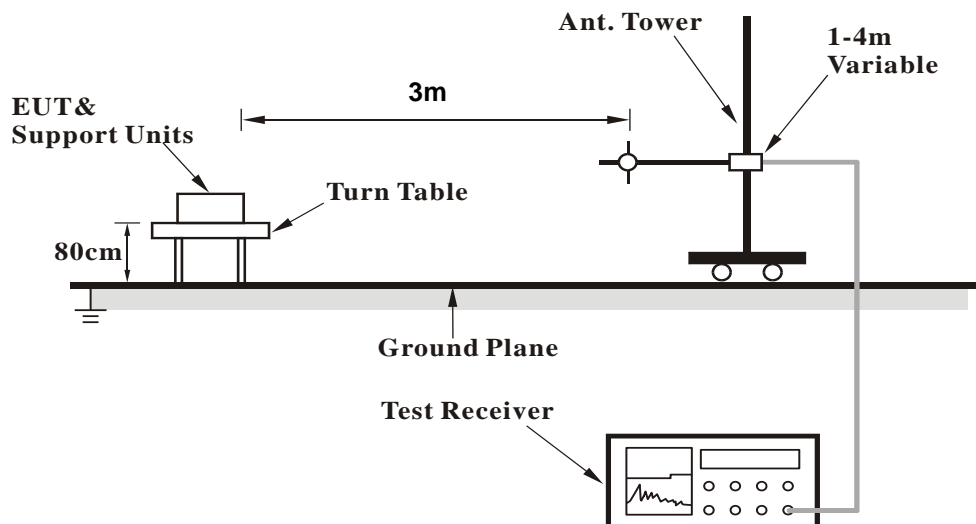 Ant. Tower
1-4m
Variable
3m
EUT&
Support Units
Turn Table
80cm
Ground Plane
Test Receiver